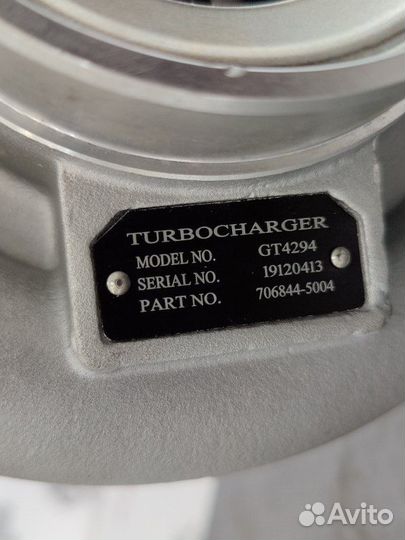 TURBOCHARGER
MODEL NO. GT4294
SERIAL NO. 19120413
PART NO. 706844-5004
Avito